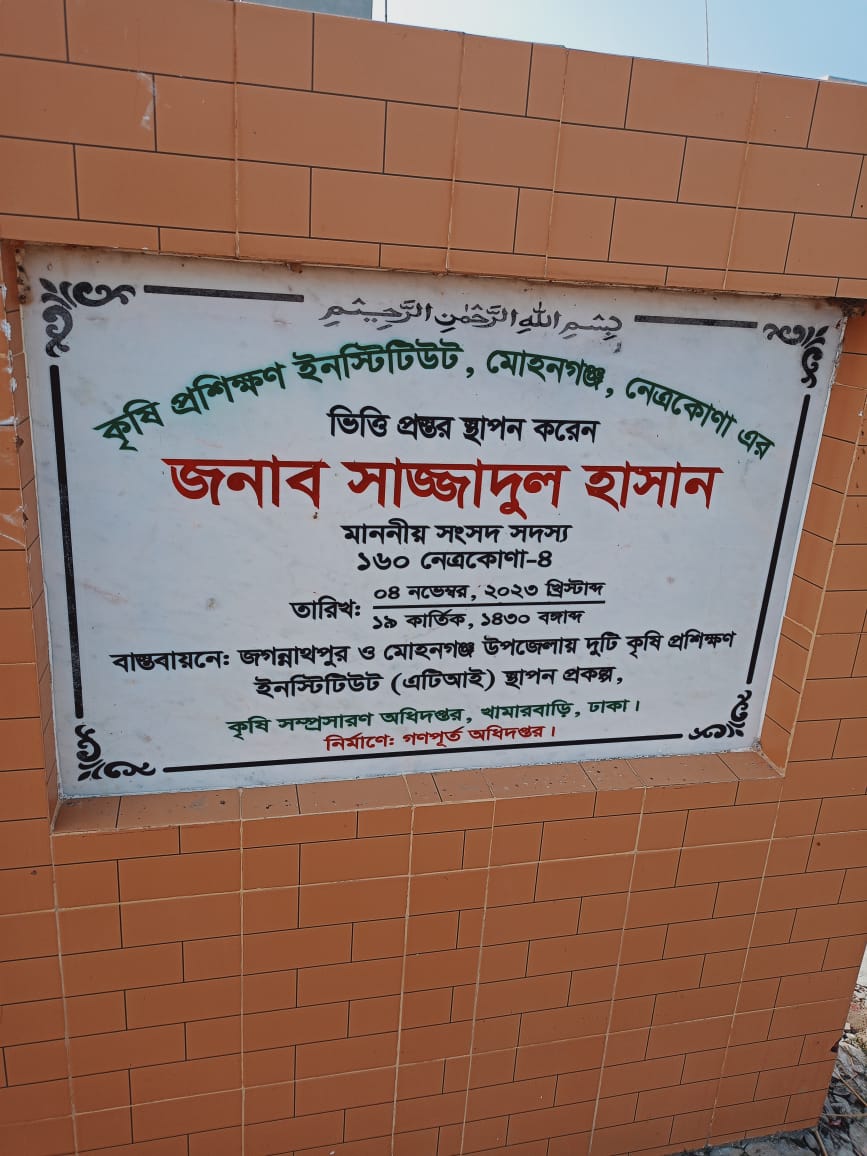 بِسْمِ اللهِ الرَّحْمٰنِ الرَّحِيْمِ
কৃষি প্রশিক্ষণ ইনস্টিটিউট, মোহনগঞ্জ, নেত্রকোণা এর
ভিত্তি প্রস্তর স্থাপন করেন
জনাব সাজ্জাদুল হাসান
মাননীয় সংসদ সদস্য
১৬০ নেত্রকোণা-৪
তারিখ: ০৪ নভেম্বর, ২০২৩ খ্রিস্টাব্দ
১৯ কার্তিক, ১৪৩০ বঙ্গাব্দ
বাস্তবায়নে: জগন্নাথপুর ও মোহনগঞ্জ উপজেলায় দুটি কৃষি প্রশিক্ষণ
ইনস্টিটিউট (এটিআই) স্থাপন প্রকল্প,
কৃষি সম্প্রসারণ অধিদপ্তর, খামারবাড়ি, ঢাকা।
নির্মাণে: গণপূর্ত অধিদপ্তর।